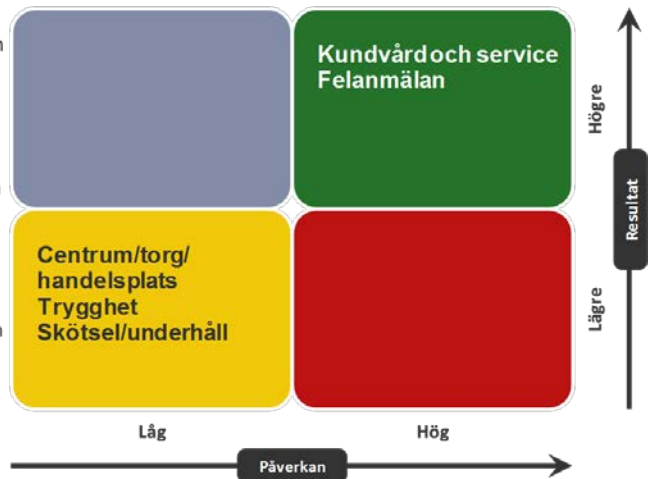 Kundvård och service
Felanmälan
Centrum/torg/
handelsplats
Trygghet
Skötsel/underhåll
Högre
Resultat
Lägre
Låg
Hög
Påverkan